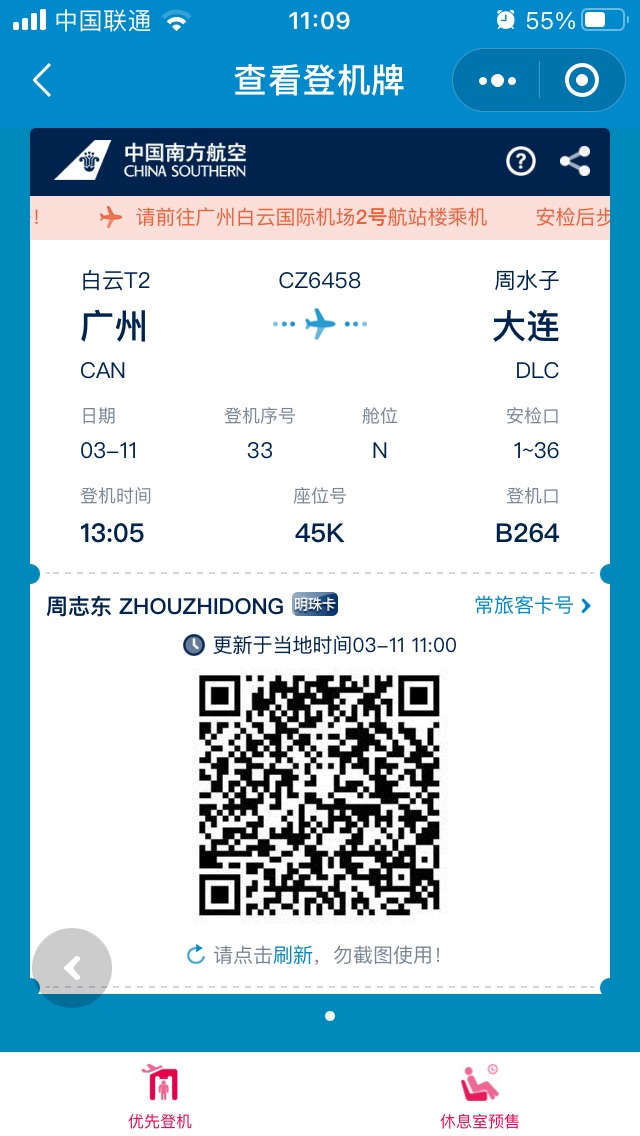 中国联通 11:09 55%
查看登机牌
中国南方航空
CHINA SOUTHERN
! 请前往广州白云国际机场2号航站楼乘机 安检后步
白云T2 CZ6458 周水子
广州 大连
CAN DLC
日期 登机序号 舱位 安检口
03-11 33 N 1~36
登机时间 座位号 登机口
13:05 45K B264
周志东 ZHOUZHIDONG 明珠卡 常旅客卡号
更新于当地时间03-11 11:00
请点击刷新，勿截图使用！
优先登机 休息室预售